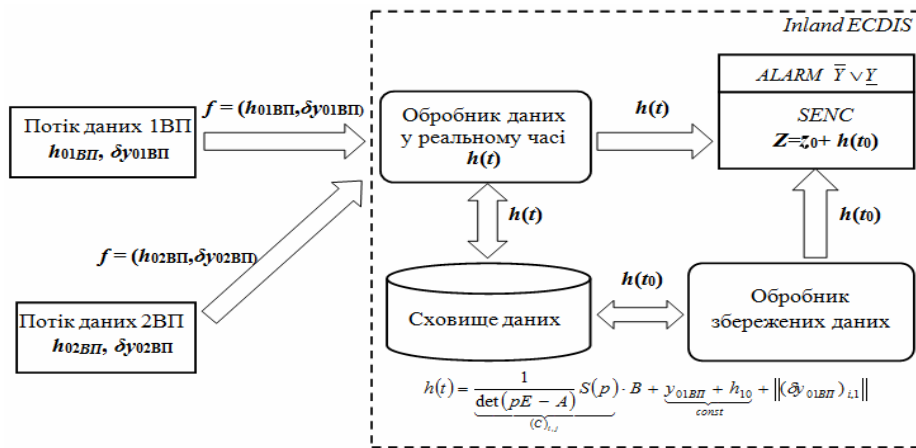 Inland ECDIS
ALARM Y̅ ∨ Y̲
SENC
Z=z₀+ h(t₀)
f = (h₀₁ВП,δy₀₁ВП)
Потік даних 1ВП
h₀₁ВП, δy₀₁ВП
Обробник даних
у реальному часі
h(t)
h(t)
h(t)
h(t₀)
f = (h₀₂ВП,δy₀₂ВП)
Потік даних 2ВП
h₀₂ВП, δy₀₂ВП
Сховище даних
h(t₀)
Обробник
збережених даних
h(t) = 1 / det(pE − A) S(p) · B + y₀₁ВП + h₁₀ + ‖(δy₀₁ВП)ᵢ,₁‖
(C)ᵢ,ⱼ const